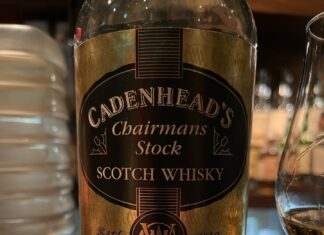 CADENHEAD'S
Chairmans
Stock
SCOTCH WHISKY